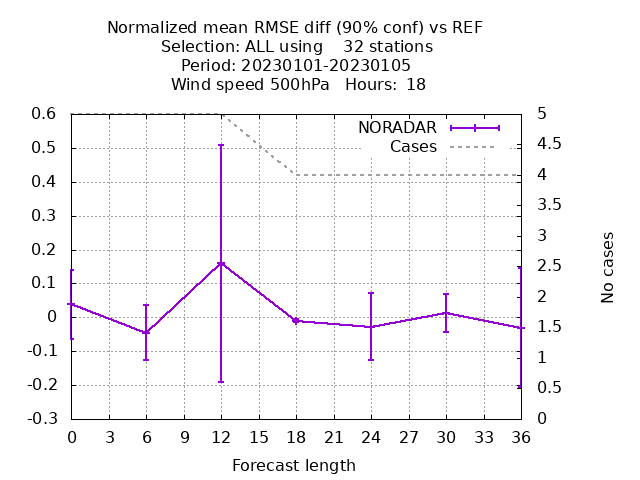 Normalized mean RMSE diff (90% conf) vs REF
Selection: ALL using    32 stations
Period: 20230101-20230105
Wind speed 500hPa   Hours:  18
0.6
0.5
0.4
0.3
0.2
0.1
0
-0.1
-0.2
-0.3
NORADAR
Cases
5
4.5
4
3.5
3
2.5
2
1.5
1
0.5
0
No cases
0 3 6 9 12 15 18 21 24 27 30 33 36
Forecast length